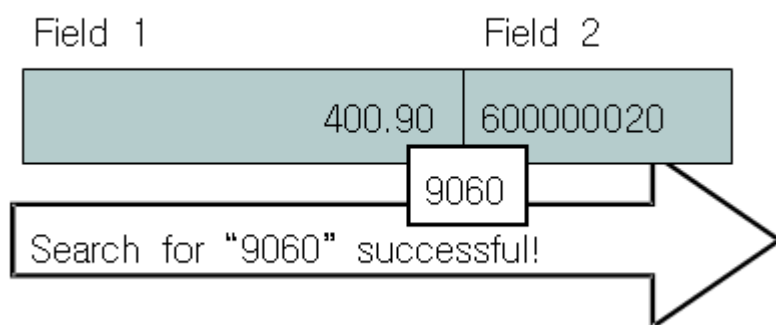 Field 1 Field 2
400.90 600000020
9060
Search for “9060” successful!